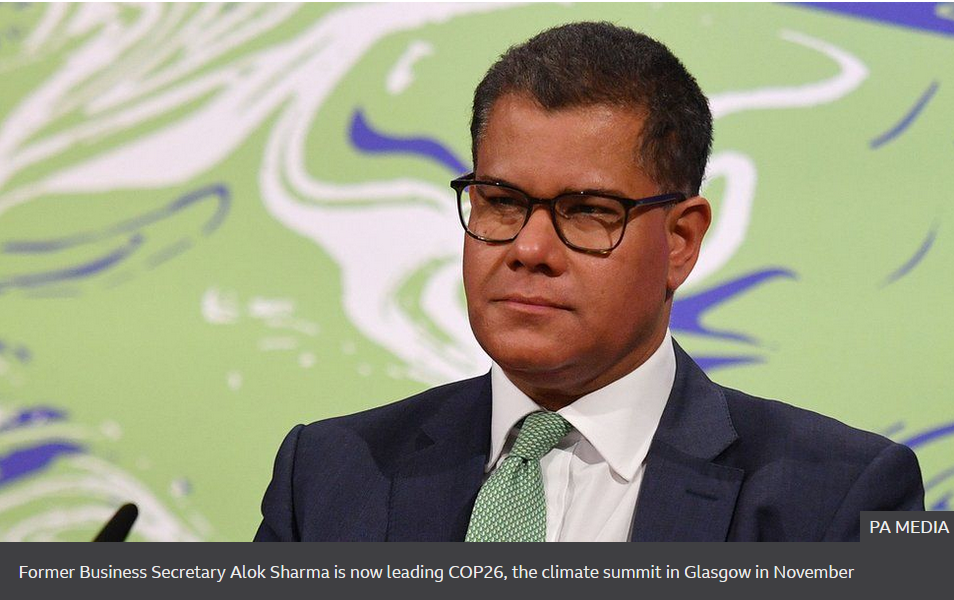 PA MEDIA
Former Business Secretary Alok Sharma is now leading COP26, the climate summit in Glasgow in November